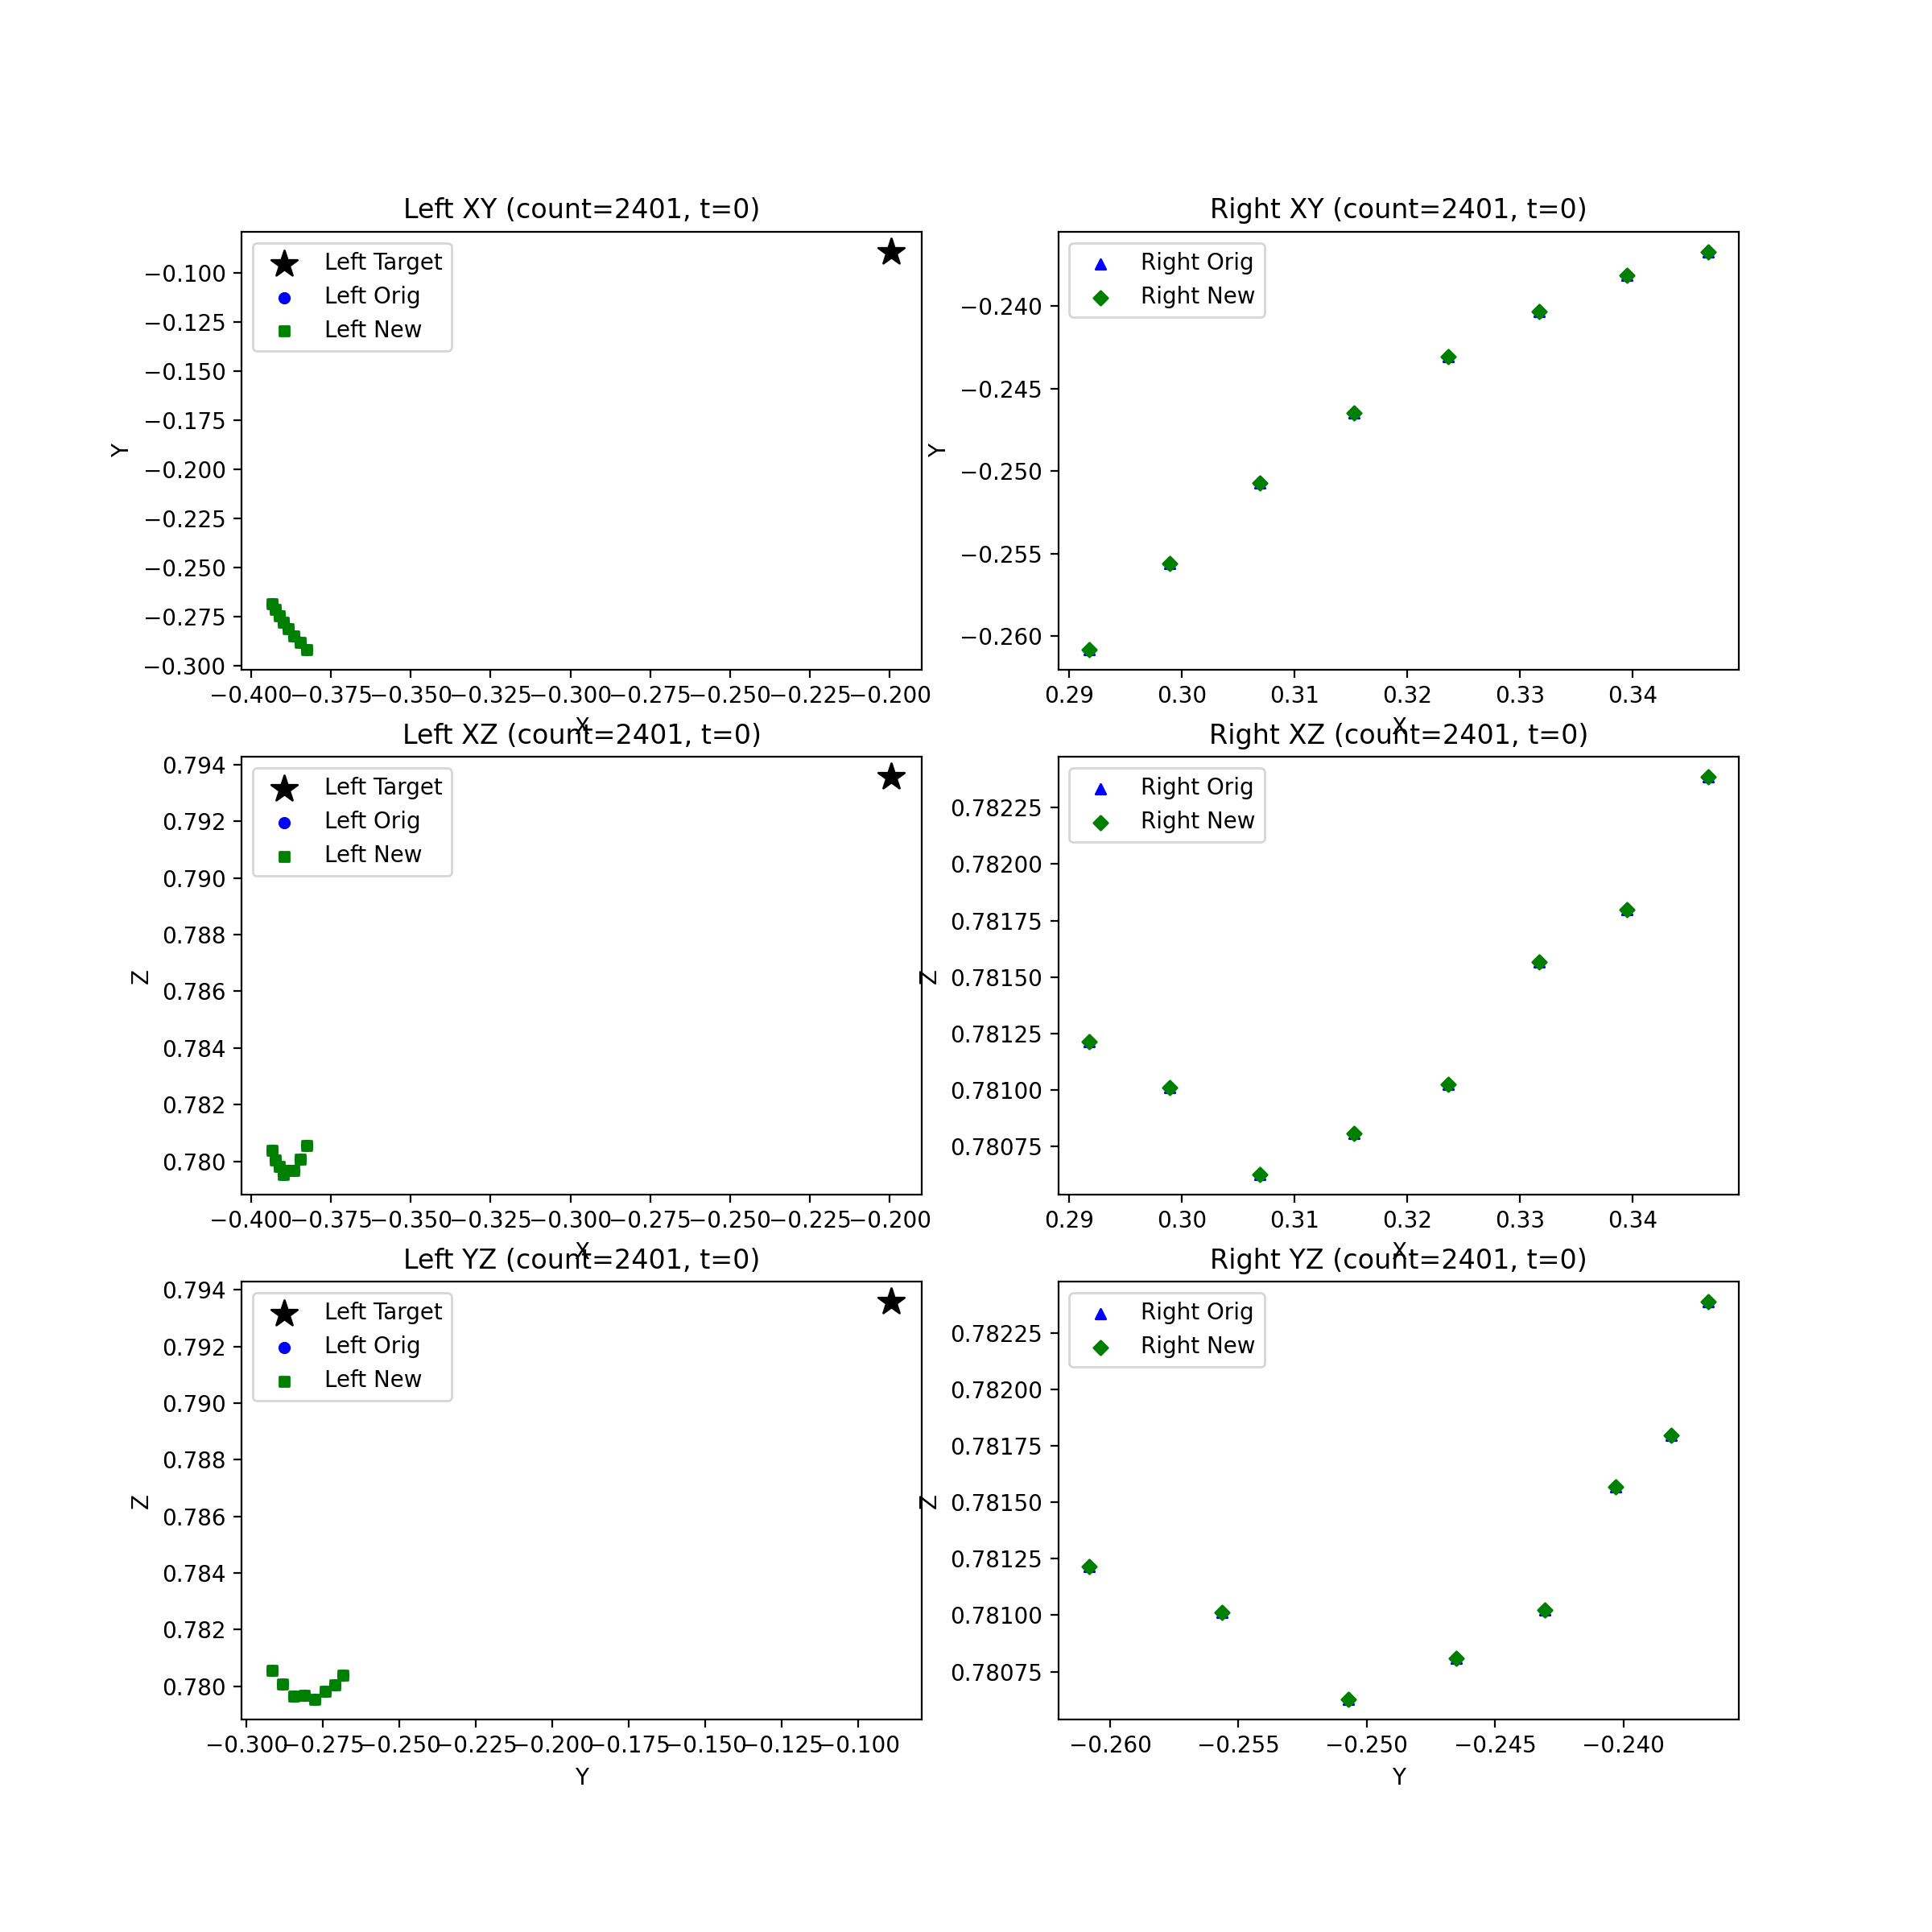 Left XY (count=2401, t=0)
Left Target
Left Orig
Left New
Y
−0.100
−0.125
−0.150
−0.175
−0.200
−0.225
−0.250
−0.275
−0.300
−0.400 −0.375 −0.350 −0.325 −0.300 −0.275 −0.250 −0.225 −0.200
X
Right XY (count=2401, t=0)
Right Orig
Right New
Y
−0.240
−0.245
−0.250
−0.255
−0.260
0.29 0.30 0.31 0.32 0.33 0.34
X
Left XZ (count=2401, t=0)
Left Target
Left Orig
Left New
Z
0.794
0.792
0.790
0.788
0.786
0.784
0.782
0.780
−0.400 −0.375 −0.350 −0.325 −0.300 −0.275 −0.250 −0.225 −0.200
X
Right XZ (count=2401, t=0)
Right Orig
Right New
Z
0.78225
0.78200
0.78175
0.78150
0.78125
0.78100
0.78075
0.29 0.30 0.31 0.32 0.33 0.34
X
Left YZ (count=2401, t=0)
Left Target
Left Orig
Left New
Z
0.794
0.792
0.790
0.788
0.786
0.784
0.782
0.780
−0.300 −0.275 −0.250 −0.225 −0.200 −0.175 −0.150 −0.125 −0.100
Y
Right YZ (count=2401, t=0)
Right Orig
Right New
Z
0.78225
0.78200
0.78175
0.78150
0.78125
0.78100
0.78075
−0.260 −0.255 −0.250 −0.245 −0.240
Y